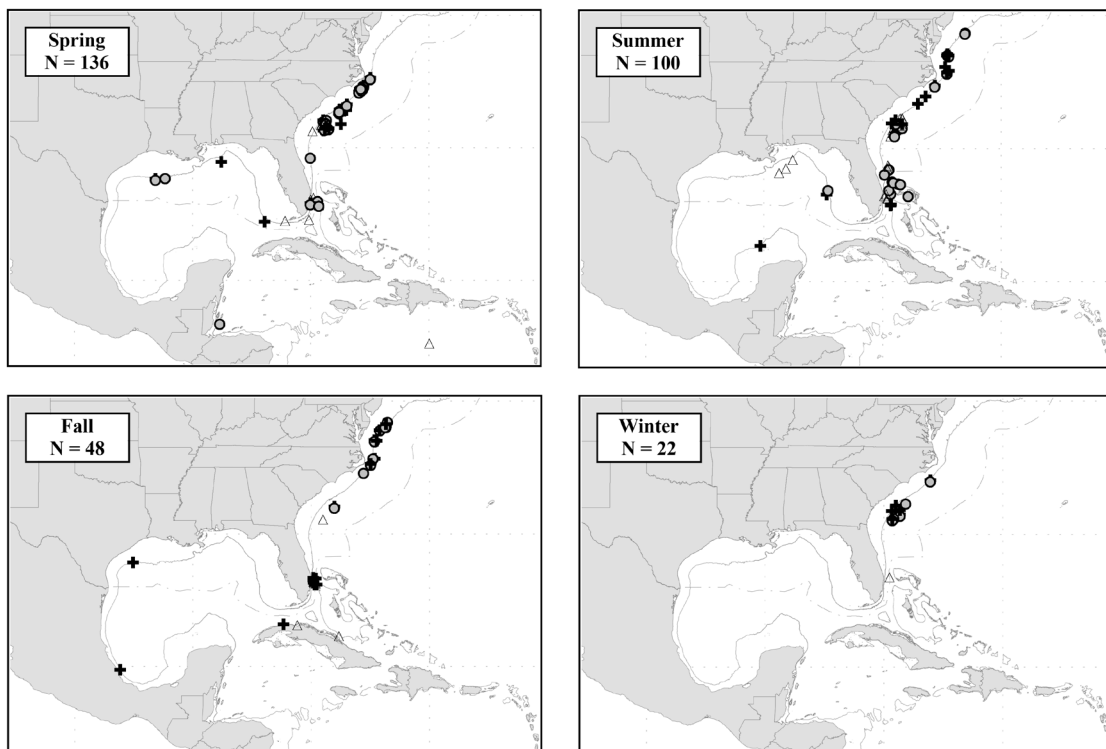 Spring
N = 136
Summer
N = 100
Fall
N = 48
Winter
N = 22